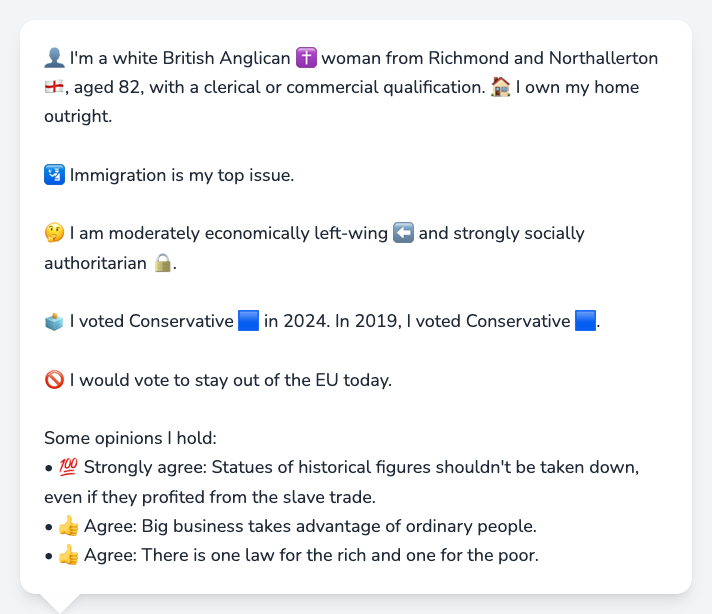 👤 I'm a white British Anglican ✝️ woman from Richmond and Northallerton
🏴󠁧󠁢󠁥󠁮󠁧󠁿, aged 82, with a clerical or commercial qualification. 🏠 I own my home
outright.
🛂 Immigration is my top issue.
🤔 I am moderately economically left-wing ⬅️ and strongly socially
authoritarian 🔒.
🗳️ I voted Conservative 🟦 in 2024. In 2019, I voted Conservative 🟦.
🚫 I would vote to stay out of the EU today.
Some opinions I hold:
• 💯 Strongly agree: Statues of historical figures shouldn't be taken down,
even if they profited from the slave trade.
• 👍 Agree: Big business takes advantage of ordinary people.
• 👍 Agree: There is one law for the rich and one for the poor.